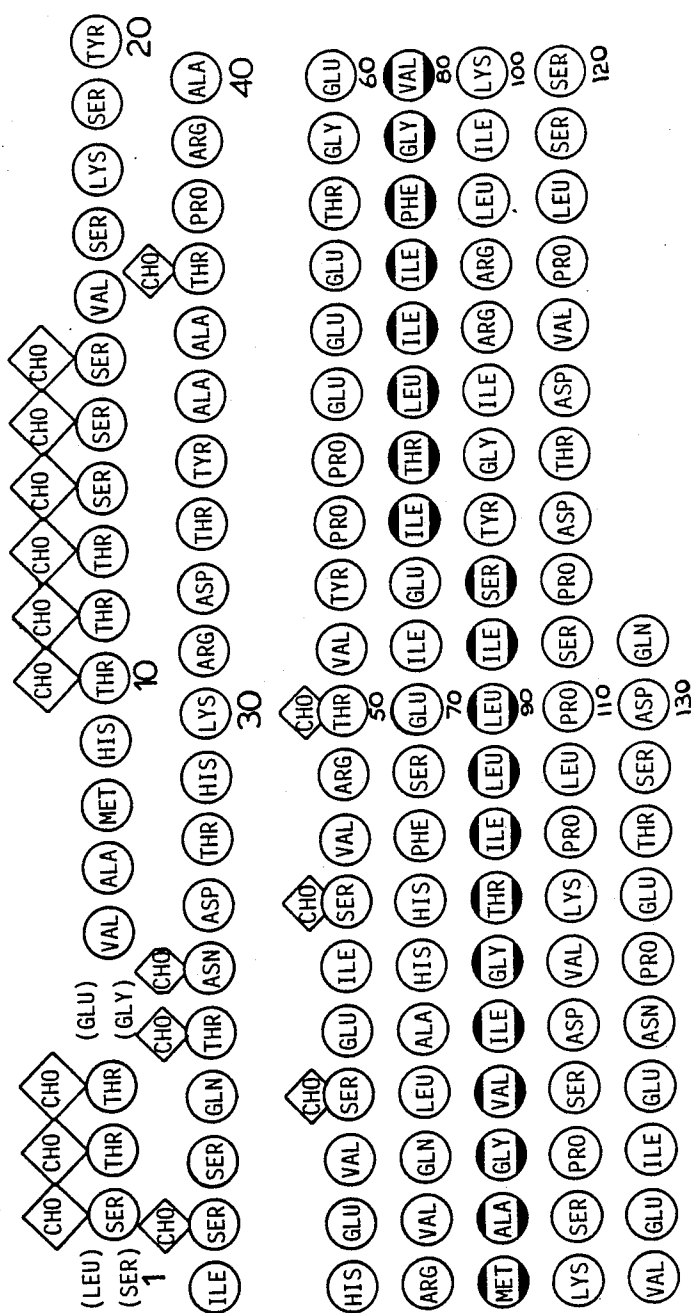 CHO CHO CHO CHO CHO CHO CHO CHO CHO
(LEU) (GLU)
(SER) SER THR THR (GLY) VAL ALA MET HIS THR THR THR SER SER SER VAL SER LYS SER TYR
1 10 20
CHO CHO CHO CHO
ILE SER SER GLN THR ASN ASP THR HIS LYS ARG ASP THR TYR ALA ALA THR PRO ARG ALA
30 40
CHO CHO CHO
HIS GLU VAL SER GLU ILE SER VAL ARG THR VAL TYR PRO PRO GLU GLU GLU THR GLY GLU
50 60
ARG VAL GLN LEU ALA HIS HIS PHE SER GLU ILE GLU ILE THR LEU ILE ILE PHE GLY VAL
70 80
MET ALA GLY VAL ILE GLY THR ILE LEU LEU ILE SER TYR GLY ILE ARG ARG LEU ILE LYS
90 100
LYS SER PRO SER ASP VAL LYS PRO LEU PRO SER PRO ASP THR ASP VAL PRO LEU SER SER
110 120
VAL GLU ILE GLU ASN PRO GLU THR SER ASP GLN
130